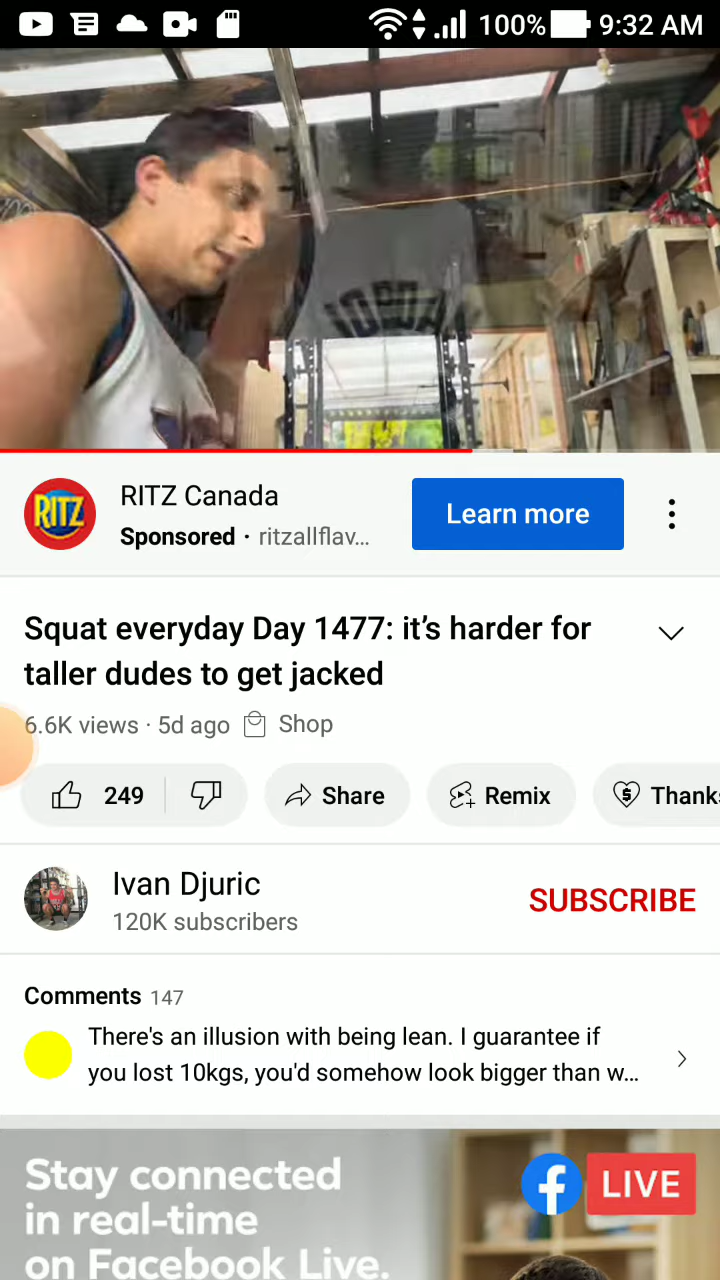 100% 9:32 AM
JORDAN
RITZ
RITZ Canada
Sponsored · ritzallflav...
Learn more
Squat everyday Day 1477: it’s harder for
taller dudes to get jacked
6.6K views · 5d ago Shop
249 Share Remix Thanks
Ivan Djuric
120K subscribers
SUBSCRIBE
Comments 147
There's an illusion with being lean. I guarantee if
you lost 10kgs, you'd somehow look bigger than w...
Stay connected
in real-time
on Facebook Live.
f LIVE